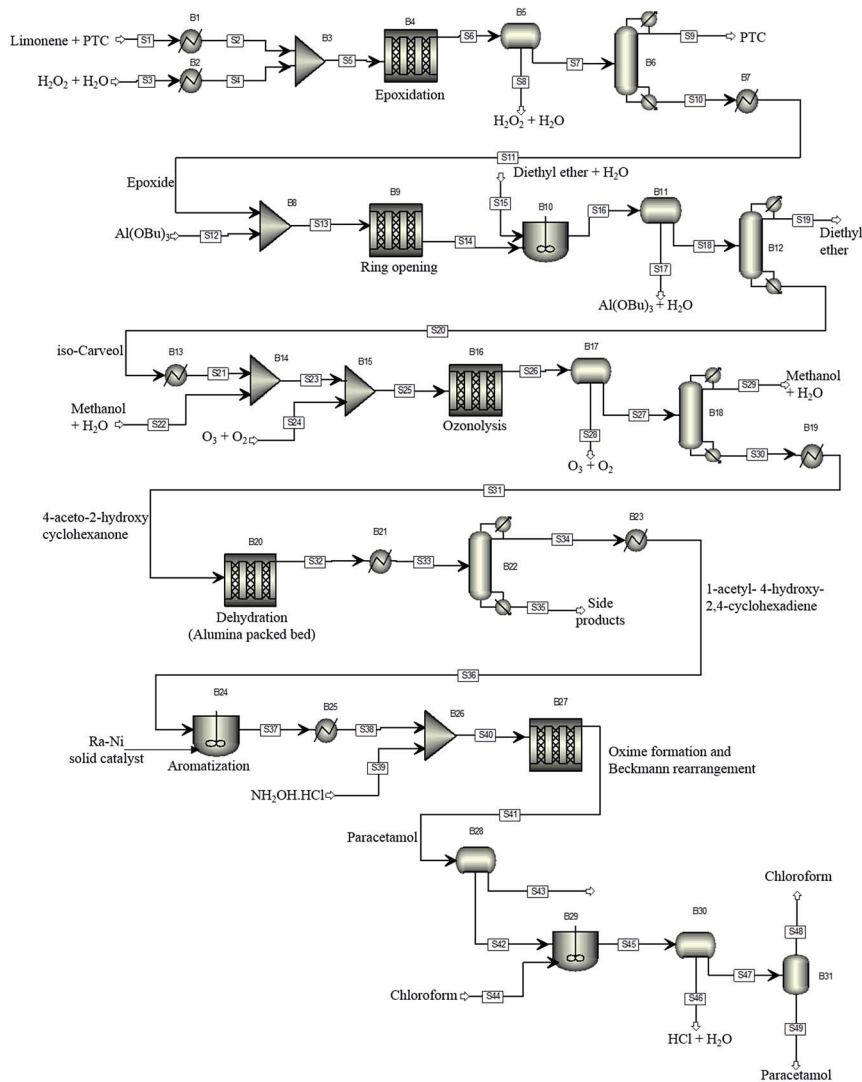 B1
B4
B5
S9
PTC
Limonene + PTC
S1
S2
B3
S6
B6
B2
S5
S7
H₂O₂ + H₂O
S3
S4
S8
B7
Epoxidation
S10
H₂O₂ + H₂O
S11
Diethyl ether + H₂O
Epoxide
B8
B9
S15
B10
S16
B11
S19
Diethyl
ether
S13
S18
B12
Al(OBu)₃
S12
S14
S17
Ring opening
Al(OBu)₃ + H₂O
S20
iso-Carveol
B13
B14
B15
B16
S26
B17
S21
S23
S29
Methanol
+ H₂O
S25
S27
B18
Methanol
+ H₂O
S22
S24
O₃ + O₂
Ozonolysis
S28
B19
S30
O₃ + O₂
S31
4-aceto-2-hydroxy
cyclohexanone
B20
B21
S34
B23
S32
S33
B22
1-acetyl- 4-hydroxy-
2,4-cyclohexadiene
S35
Side
products
Dehydration
(Alumina packed bed)
S36
B24
B25
B26
B27
S37
S38
S40
Ra-Ni
solid catalyst
Aromatization
S39
Oxime formation and
Beckmann rearrangement
NH₂OH.HCl
S41
Paracetamol
B28
S43
Chloroform
B29
B30
S48
S42
S45
S47
B31
Chloroform
S44
S46
S49
HCl + H₂O
Paracetamol